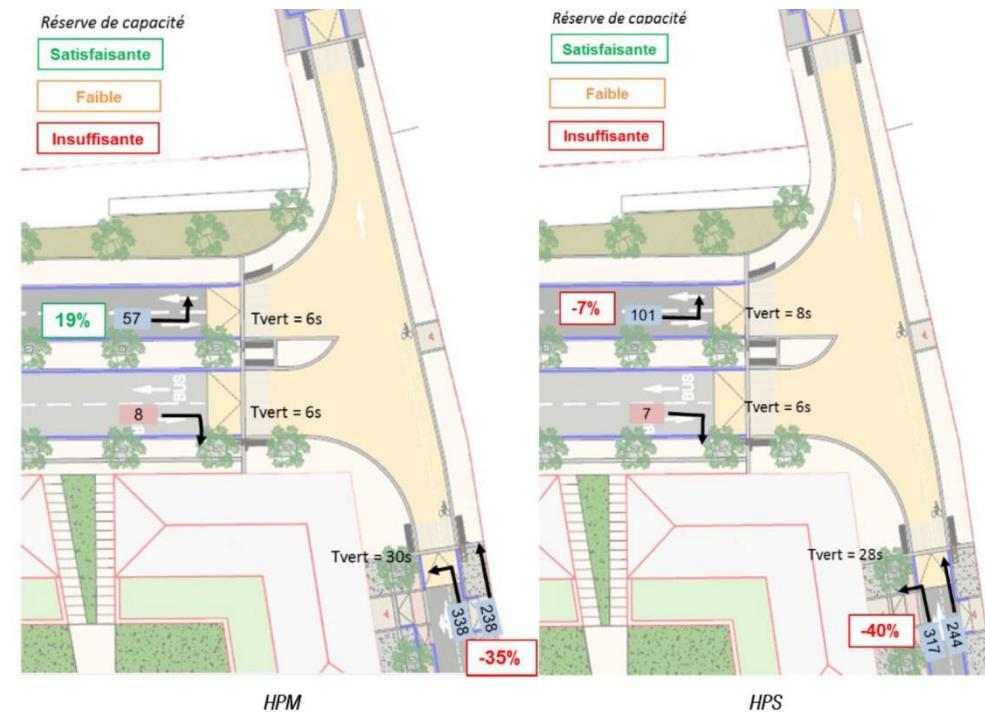 Réserve de capacité
Satisfaisante
Faible
Insuffisante
19%
57
Tvert = 6s
BUS
8
Tvert = 6s
Tvert = 30s
338
238
-35%
HPM
Réserve de capacité
Satisfaisante
Faible
Insuffisante
-7%
101
Tvert = 8s
BUS
7
Tvert = 6s
Tvert = 28s
-40%
317
244
HPS